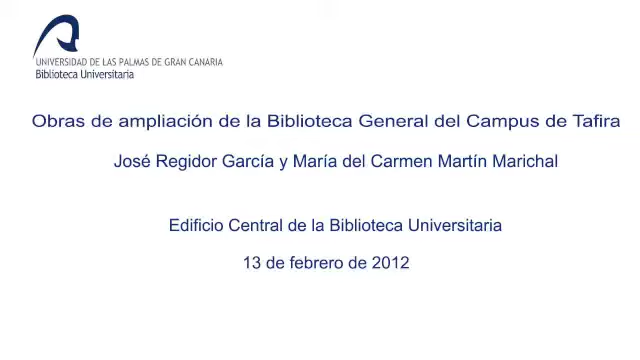 UNIVERSIDAD DE LAS PALMAS DE GRAN CANARIA
Biblioteca Universitaria
Obras de ampliación de la Biblioteca General del Campus de Tafira
José Regidor García y María del Carmen Martín Marichal
Edificio Central de la Biblioteca Universitaria
13 de febrero de 2012